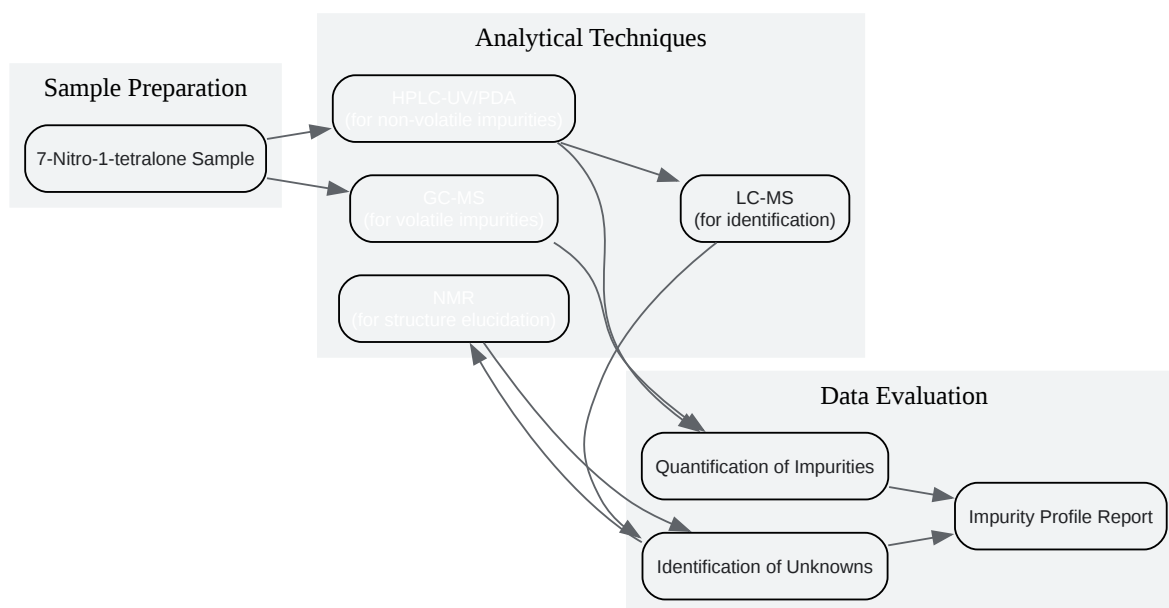 Analytical Techniques
Sample Preparation
HPLC-UV/PDA
(for non-volatile impurities)
7-Nitro-1-tetralone Sample
GC-MS
(for volatile impurities)
LC-MS
(for identification)
NMR
(for structure elucidation)
Data Evaluation
Quantification of Impurities
Impurity Profile Report
Identification of Unknowns